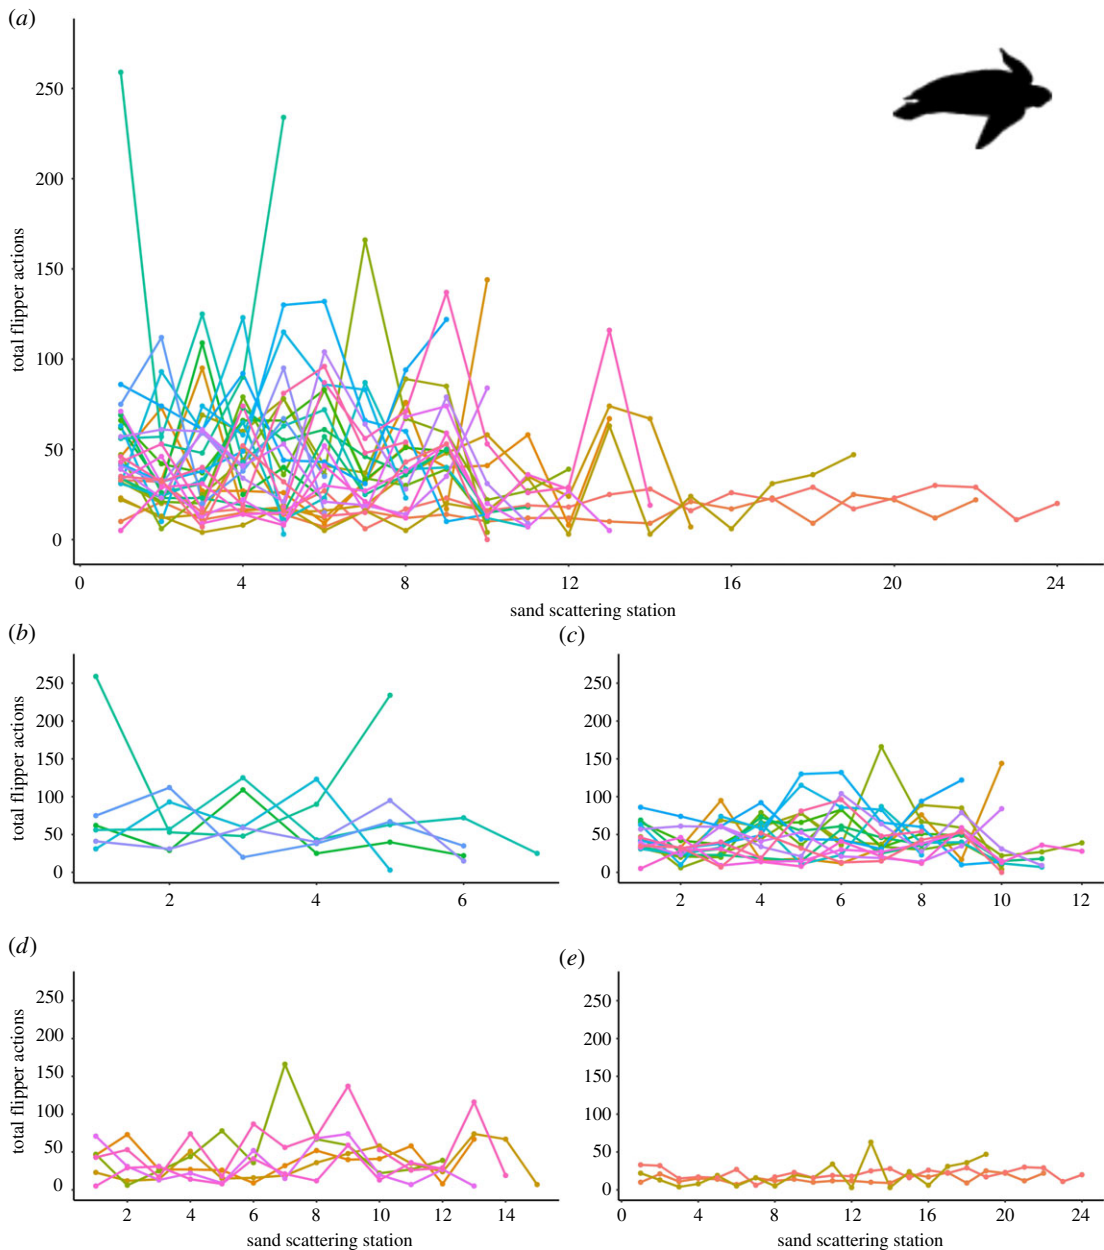 (a)
250
200
150
100
50
0
total flipper actions
0 4 8 12 16 20 24
sand scattering station
(b)
250
200
150
100
50
0
total flipper actions
2 4 6
(c)
250
200
150
100
50
0
2 4 6 8 10 12
(d)
250
200
150
100
50
0
total flipper actions
2 4 6 8 10 12 14
sand scattering station
(e)
250
200
150
100
50
0
0 4 8 12 16 20 24
sand scattering station